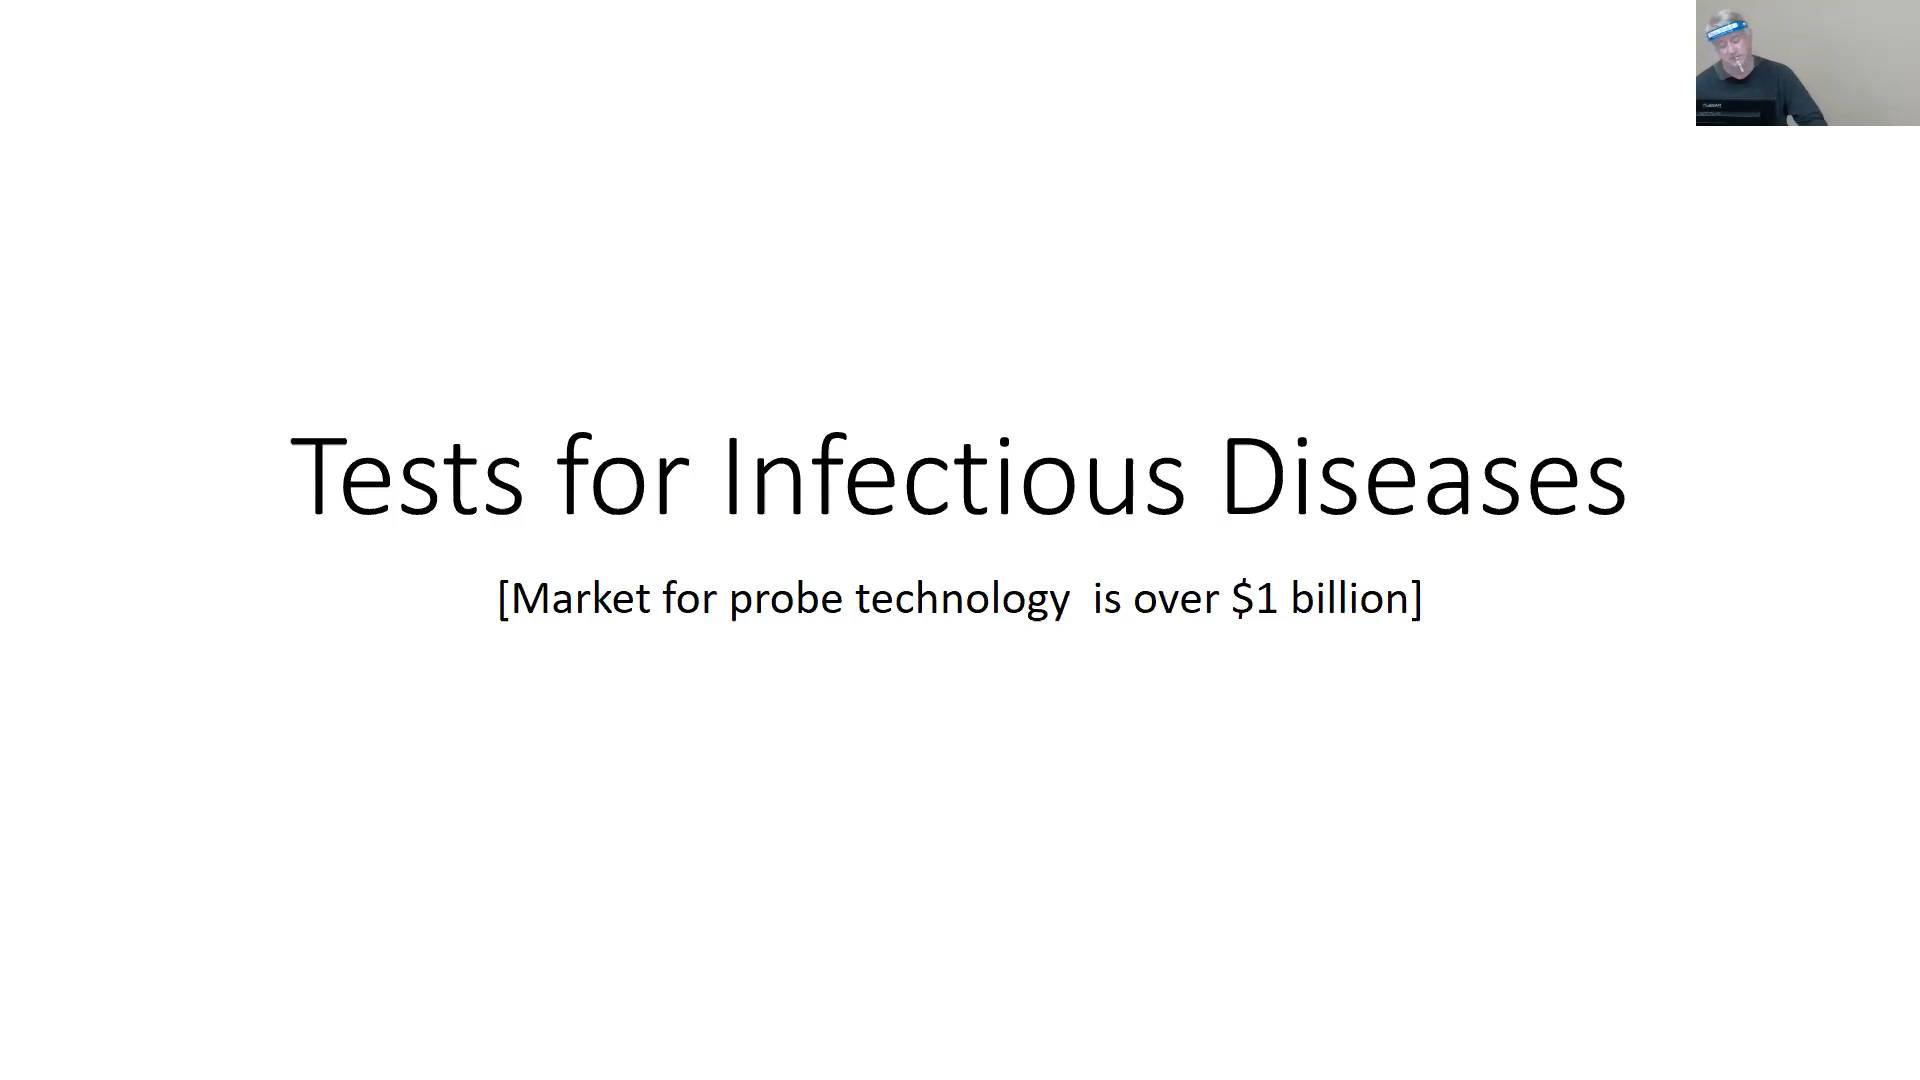 Tests for Infectious Diseases
[Market for probe technology  is over $1 billion]